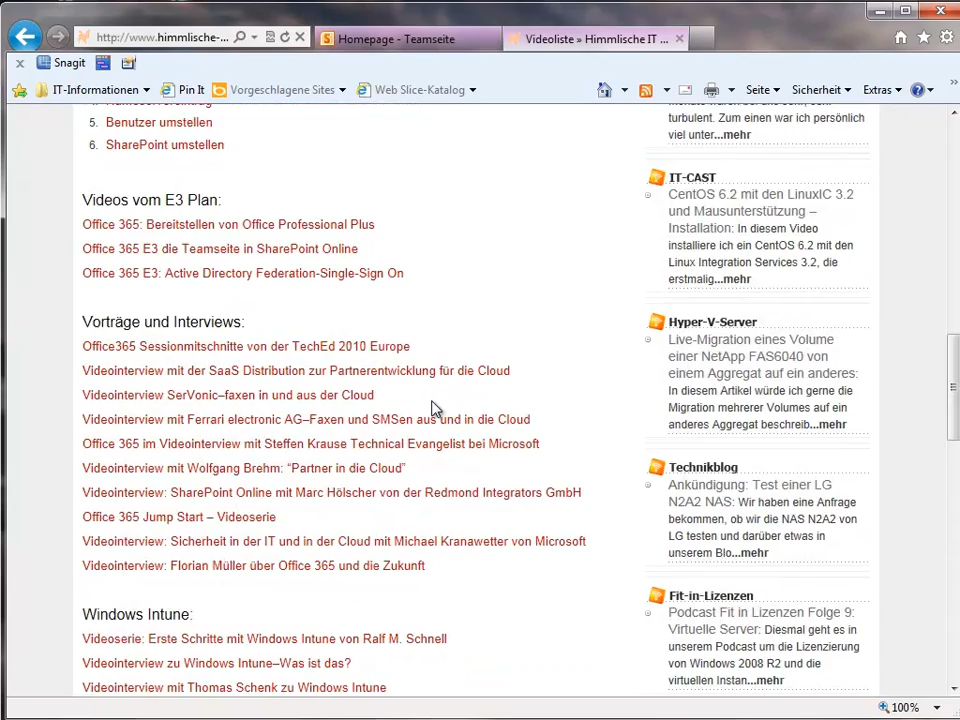 http://www.himmlische-...
Homepage - Teamseite
Videoliste » Himmlische IT ...
Snagit
IT-Informationen
Pin It
Vorgeschlagene Sites
Web Slice-Katalog
Seite
Sicherheit
Extras
5. Benutzer umstellen
6. SharePoint umstellen
Videos vom E3 Plan:
Office 365: Bereitstellen von Office Professional Plus
Office 365 E3 die Teamseite in SharePoint Online
Office 365 E3: Active Directory Federation-Single-Sign On
Vorträge und Interviews:
Office365 Sessionmitschnitte von der TechEd 2010 Europe
Videointerview mit der SaaS Distribution zur Partnerentwicklung für die Cloud
Videointerview SerVonic–faxen in und aus der Cloud
Videointerview mit Ferrari electronic AG–Faxen und SMSen aus und in die Cloud
Office 365 im Videointerview mit Steffen Krause Technical Evangelist bei Microsoft
Videointerview mit Wolfgang Brehm: “Partner in die Cloud”
Videointerview: SharePoint Online mit Marc Hölscher von der Redmond Integrators GmbH
Office 365 Jump Start – Videoserie
Videointerview: Sicherheit in der IT und in der Cloud mit Michael Kranawetter von Microsoft
Videointerview: Florian Müller über Office 365 und die Zukunft
Windows Intune:
Videoserie: Erste Schritte mit Windows Intune von Ralf M. Schnell
Videointerview zu Windows Intune–Was ist das?
Videointerview mit Thomas Schenk zu Windows Intune
turbulent. Zum einen war ich persönlich
viel unter...mehr
IT-CAST
CentOS 6.2 mit den LinuxIC 3.2
und Mausunterstützung –
Installation: In diesem Video
installiere ich ein CentOS 6.2 mit den
Linux Integration Services 3.2, die
erstmalig...mehr
Hyper-V-Server
Live-Migration eines Volume
einer NetApp FAS6040 von
einem Aggregat auf ein anderes:
In diesem Artikel würde ich gerne die
Migration mehrerer Volumes auf ein
anderes Aggregat beschreib...mehr
Technikblog
Ankündigung: Test einer LG
N2A2 NAS: Wir haben eine Anfrage
bekommen, ob wir die NAS N2A2 von
LG testen und darüber etwas in
unserem Blo...mehr
Fit-in-Lizenzen
Podcast Fit in Lizenzen Folge 9:
Virtuelle Server: Diesmal geht es in
unserem Podcast um die Lizenzierung
von Windows 2008 R2 und die
virtuellen Instan...mehr
100%